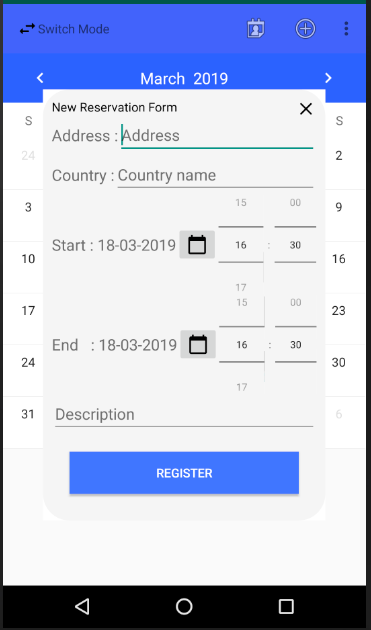 Switch Mode
March 2019
S S
24 2
New Reservation Form
Address : Address
Country : Country name
3 9
15 00
Start : 18-03-2019 16 : 30
10 16
17
15 00
17 23
End : 18-03-2019 16 : 30
24 30
17
31 Description 6
REGISTER